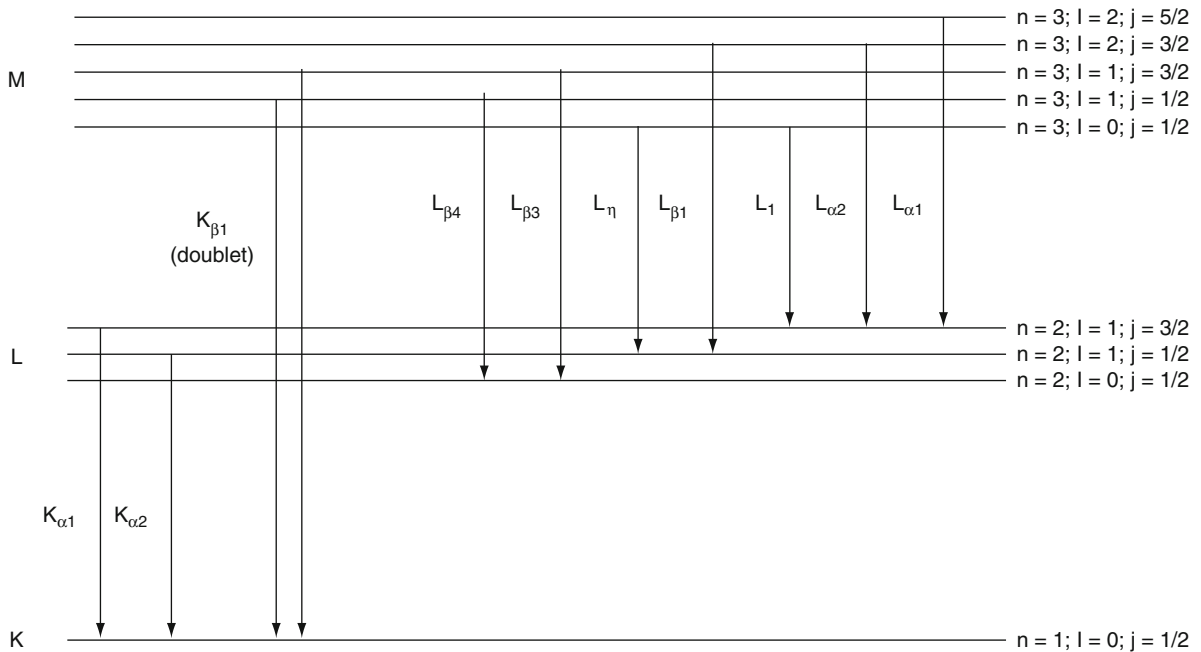 n = 3; l = 2; j = 5/2
n = 3; l = 2; j = 3/2
M
n = 3; l = 1; j = 3/2
n = 3; l = 1; j = 1/2
n = 3; l = 0; j = 1/2
Kβ1
(doublet)
Lβ4
Lβ3
Lη
Lβ1
L1
Lα2
Lα1
n = 2; l = 1; j = 3/2
L
n = 2; l = 1; j = 1/2
n = 2; l = 0; j = 1/2
Kα1
Kα2
K
n = 1; l = 0; j = 1/2